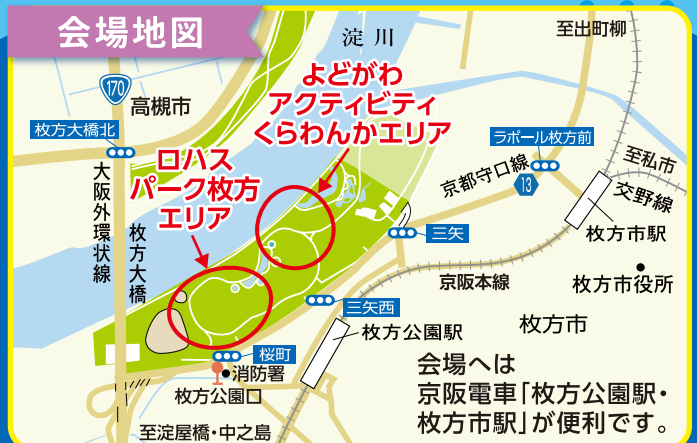 会場地図
淀川
至出町柳
よどがわ
アクティビティ
くらわんかエリア
170
高槻市
枚方大橋北
ラポール枚方前
ロハス
パーク枚方
エリア
京都守口線
13
至私市
交野線
大阪外環状線
枚方大橋
三矢
枚方市駅
京阪本線
枚方市役所
三矢西
枚方市
枚方公園駅
桜町
消防署
枚方公園口
至淀屋橋・中之島
会場へは
京阪電車「枚方公園駅・
枚方市駅」が便利です。